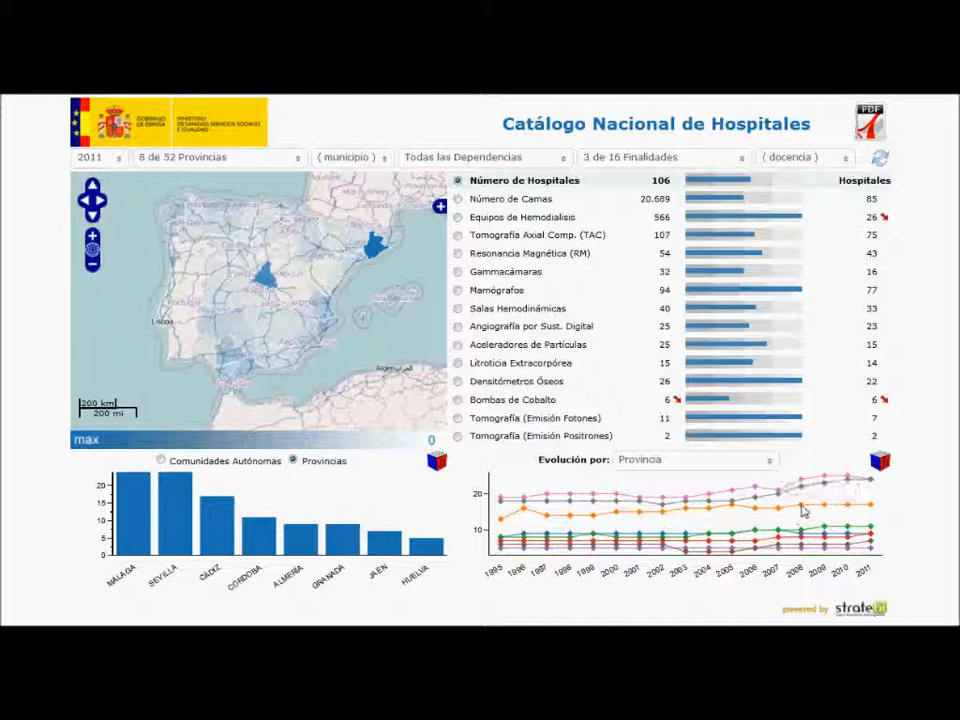 GOBIERNO DE ESPAÑA
MINISTERIO DE SANIDAD, SERVICIOS SOCIALES E IGUALDAD
Catálogo Nacional de Hospitales
PDF
2011
8 de 52 Provincias
( municipio )
Todas las Dependencias
3 de 16 Finalidades
( docencia )
Número de Hospitales 106 Hospitales
Número de Camas 20.689 85
Equipos de Hemodialisis 566 26
Tomografía Axial Comp. (TAC) 107 75
Resonancia Magnética (RM) 54 43
Gammacámaras 32 16
Mamógrafos 94 77
Salas Hemodinámicas 40 33
Angiografía por Sust. Digital 25 23
Aceleradores de Partículas 25 15
Litroticia Extracorpórea 15 14
Densitómetros Óseos 26 22
Bombas de Cobalto 6 6
Tomografía (Emisión Fotones) 11 7
Tomografía (Emisión Positrones) 2 2
Portugal
Lisboa
200 km
200 mi
max 0
Comunidades Autónomas
Provincias
20
15
10
5
0
MALAGA
SEVILLA
CÁDIZ
CÓRDOBA
ALMERIA
GRANADA
JAEN
HUELVA
Evolución por:
Provincia
20
10
1995
1996
1997
1998
1999
2000
2001
2002
2003
2004
2005
2006
2007
2008
2009
2010
2011
powered by stratebi